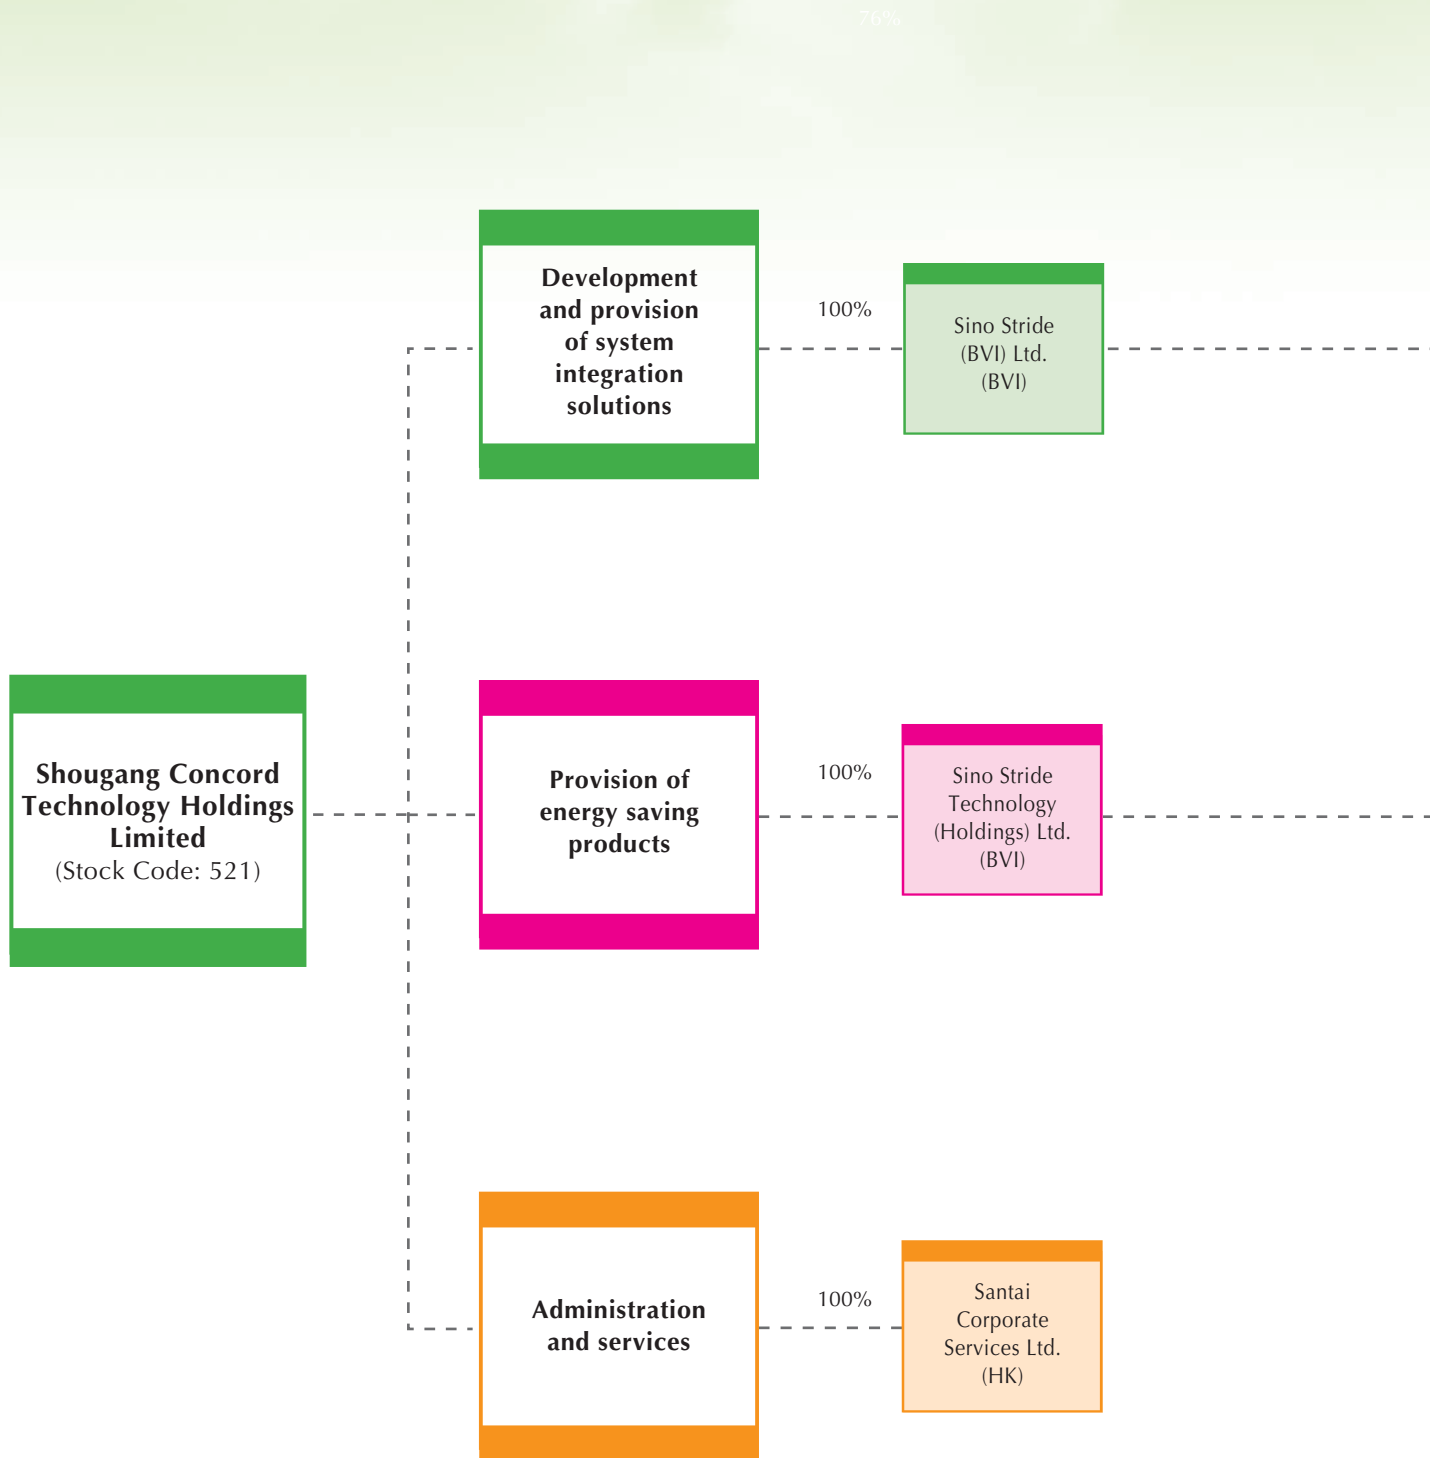 76%
Development
and provision
of system
integration
solutions
100%
Sino Stride
(BVI) Ltd.
(BVI)
Shougang Concord
Technology Holdings
Limited
(Stock Code: 521)
Provision of
energy saving
products
100%
Sino Stride
Technology
(Holdings) Ltd.
(BVI)
Administration
and services
100%
Santai
Corporate
Services Ltd.
(HK)